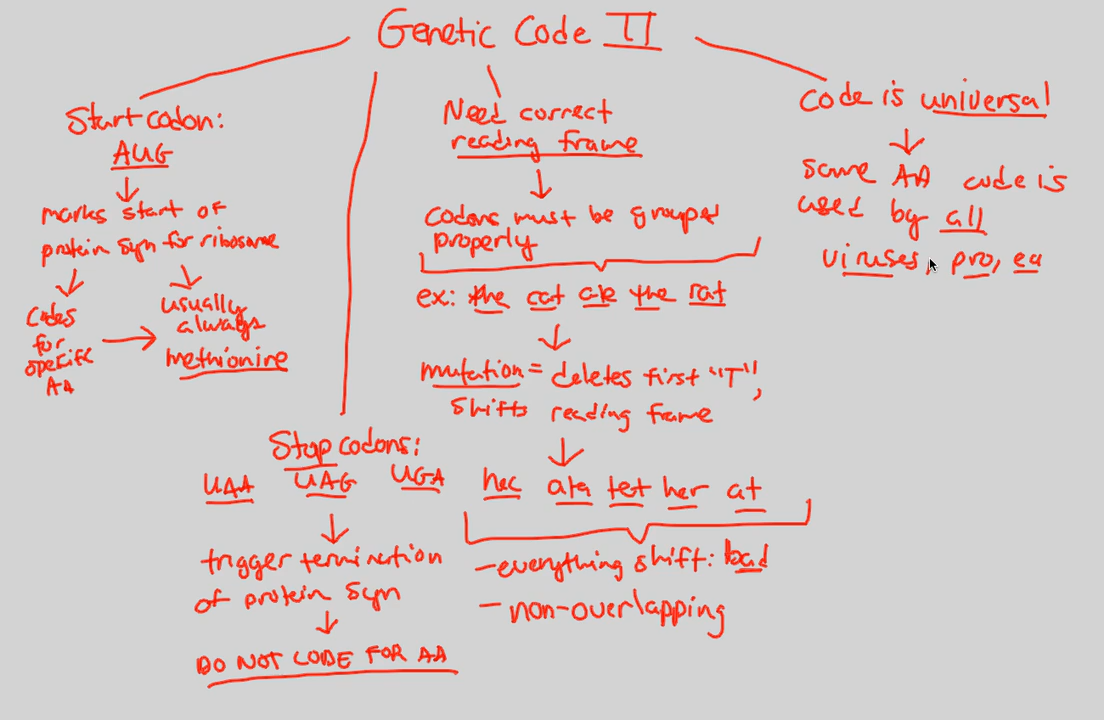 Genetic Code II
Start codon:
AUG
↓
marks start of
protein syn for ribosome
codes
for
specific
AA
usually
always
methionine
Stop codons:
UAA UAG UGA
↓
trigger termination
of protein syn
↓
DO NOT CODE FOR AA
Need correct
reading frame
↓
codons must be grouped
properly
ex: the cat ate the rat
↓
mutation = deletes first "T",
shifts reading frame
↓
hec ata tet her at
- everything shift: bad
- non-overlapping
Code is universal
↓
same AA code is
used by all
viruses, pro, eu